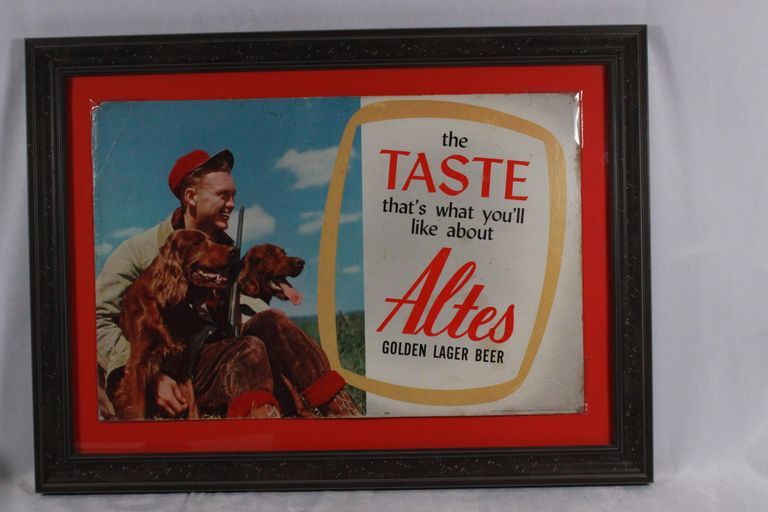 the
TASTE
that's what you'll
like about
Altes
GOLDEN LAGER BEER